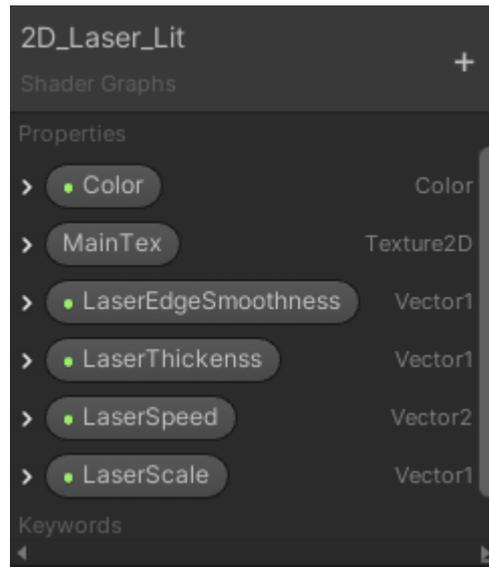 2D_Laser_Lit
Shader Graphs
Properties
Color Color
MainTex Texture2D
LaserEdgeSmoothness Vector1
LaserThickenss Vector1
LaserSpeed Vector2
LaserScale Vector1
Keywords